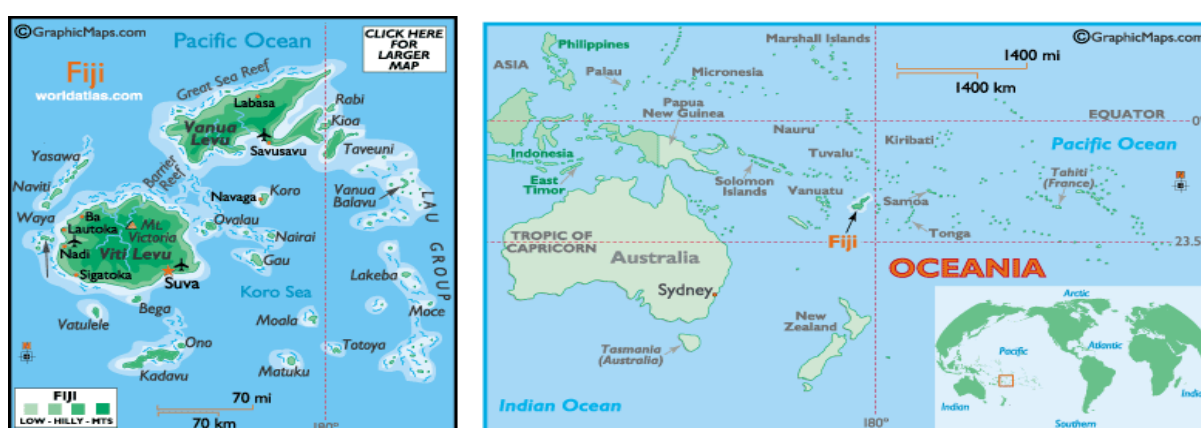 ©GraphicMaps.com
Pacific Ocean
CLICK HERE
FOR
LARGER
MAP
Fiji
worldatlas.com
Great Sea Reef
Labasa
Rabi
Kioa
Vanua
Levu
Savusavu
Taveuni
Yasawa
Barrier
Reef
Naviti
Navaga
Koro
Vanua
Balavu
LAU
GROUP
Waya
Ba
Lautoka
Mt.
Victoria
Ovalau
Nairai
Nadi
Viti Levu
Gau
Sigatoka
Suva
Lakeba
Koro Sea
Bega
Vatulele
Moala
Moce
Ono
Totoya
Kadavu
Matuku
FIJI
LOW - HILLY - MTS
70 mi
70 km
180°
Philippines
Marshall Islands
©GraphicMaps.com
ASIA
Palau
Micronesia
1400 mi
1400 km
Papua
New Guinea
EQUATOR
0°
Nauru
Kiribati
Pacific Ocean
Indonesia
Tuvalu
East
Timor
Solomon
Islands
Vanuatu
Samoa
Tahiti
(France)
TROPIC OF
CAPRICORN
Fiji
Tonga
23.5
Australia
OCEANIA
Sydney
New
Zealand
Tasmania
(Australia)
Indian Ocean
180°
Arctic
Pacific
Atlantic
Indian
India
Southern